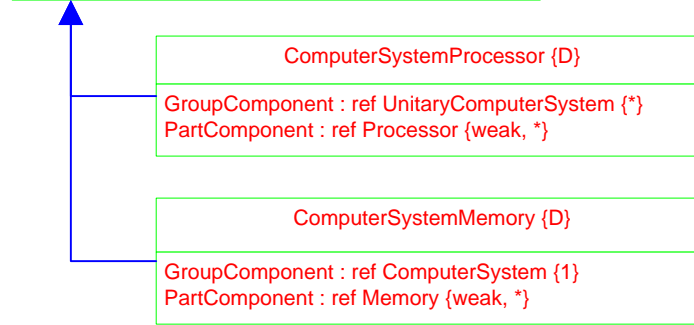 ComputerSystemProcessor {D}
GroupComponent : ref UnitaryComputerSystem {*}
PartComponent : ref Processor {weak, *}
ComputerSystemMemory {D}
GroupComponent : ref ComputerSystem {1}
PartComponent : ref Memory {weak, *}